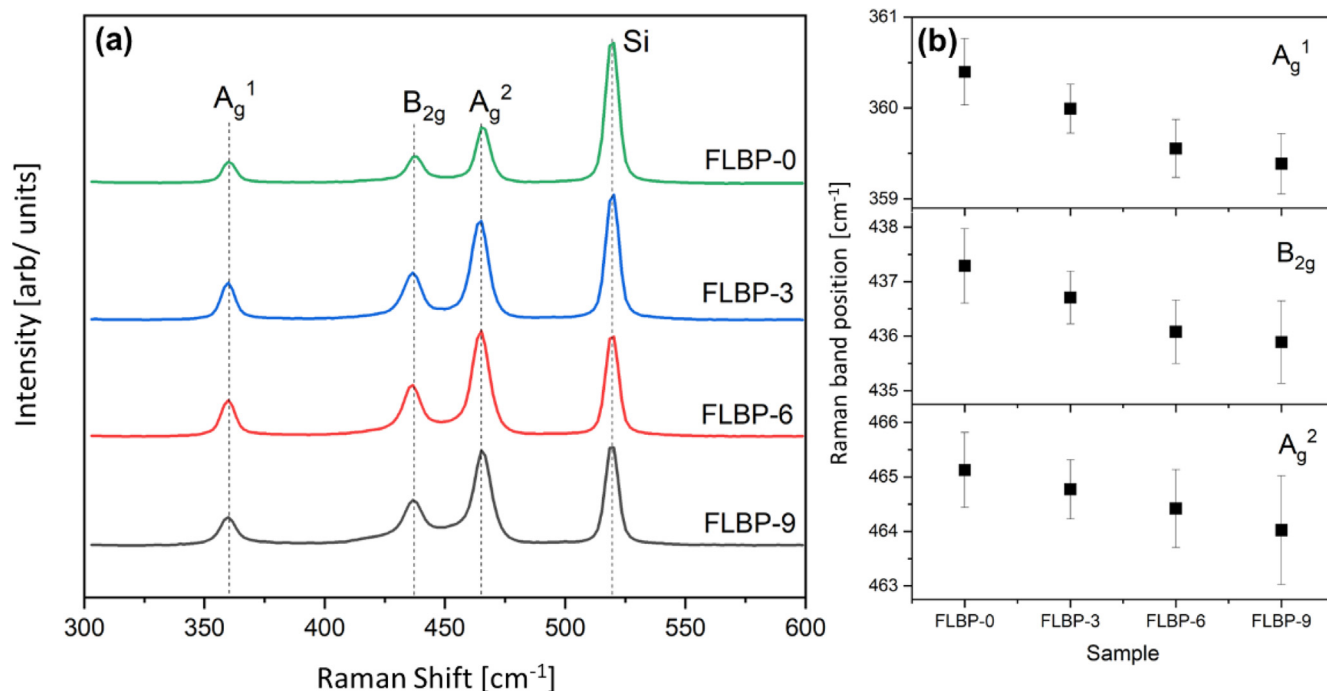 (a)
Si
A_g^1
B_2g
A_g^2
FLBP-0
FLBP-3
FLBP-6
FLBP-9
Intensity [arb/ units]
300 350 400 450 500 550 600
Raman Shift [cm^-1]
(b)
A_g^1
361
360
359
B_2g
438
437
436
435
A_g^2
466
465
464
463
Raman band position [cm^-1]
FLBP-0 FLBP-3 FLBP-6 FLBP-9
Sample